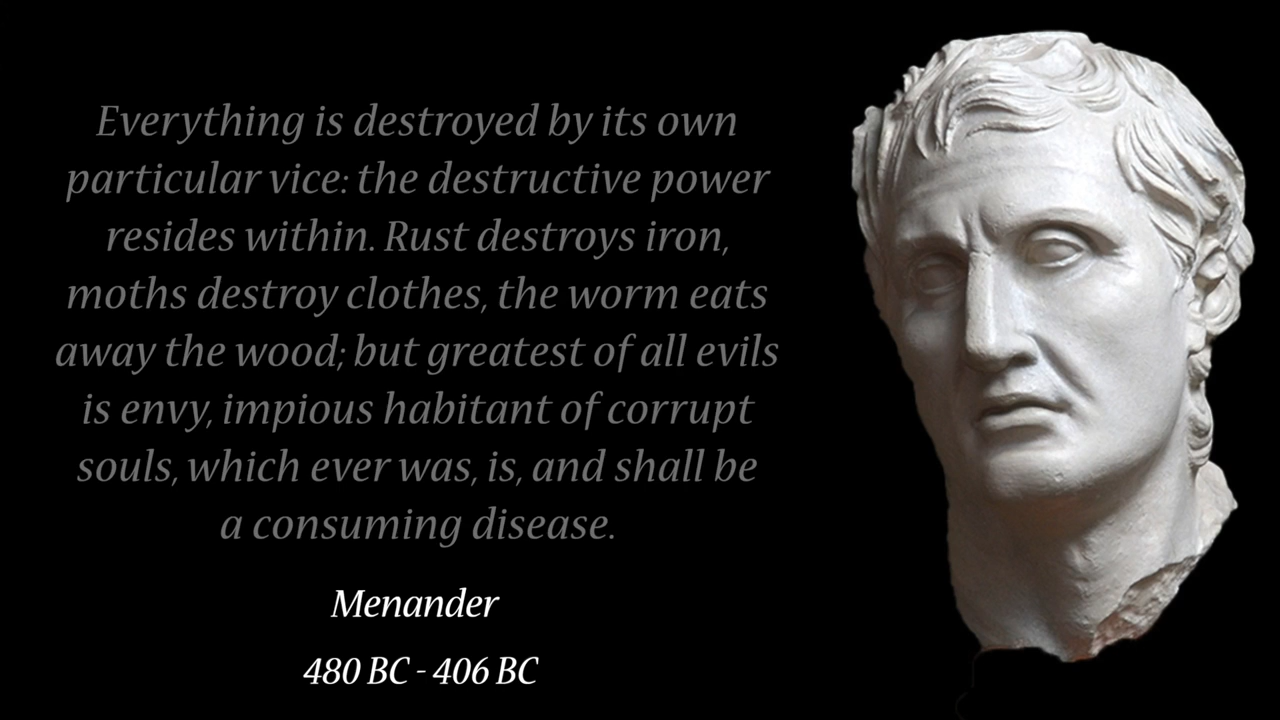 Everything is destroyed by its own
particular vice: the destructive power
resides within. Rust destroys iron,
moths destroy clothes, the worm eats
away the wood; but greatest of all evils
is envy, impious habitant of corrupt
souls, which ever was, is, and shall be
a consuming disease.
Menander
480 BC - 406 BC